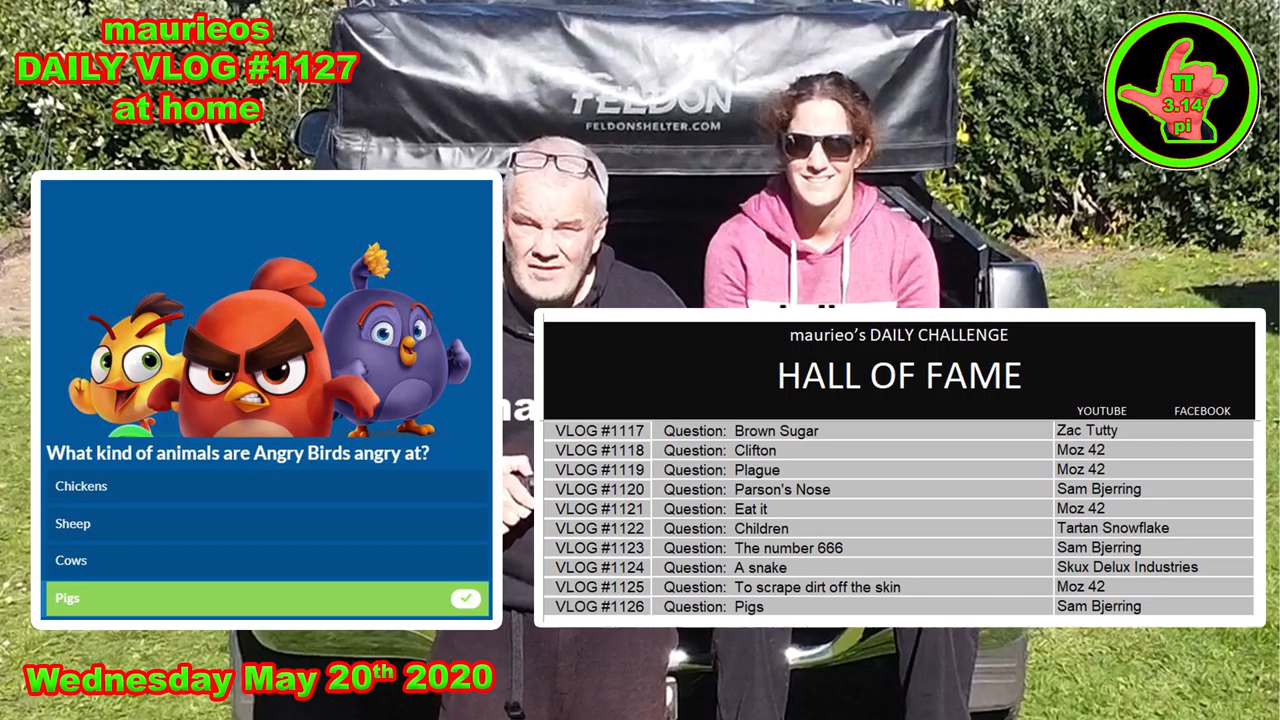 maurieos
DAILY VLOG #1127
at home
FELDON
FELDONSHELTER.COM
π
3.14
pi
What kind of animals are Angry Birds angry at?
Chickens
Sheep
Cows
Pigs
maurieo's DAILY CHALLENGE
HALL OF FAME
YOUTUBE FACEBOOK
VLOG #1117 Question: Brown Sugar Zac Tutty
VLOG #1118 Question: Clifton Moz 42
VLOG #1119 Question: Plague Moz 42
VLOG #1120 Question: Parson's Nose Sam Bjerring
VLOG #1121 Question: Eat it Moz 42
VLOG #1122 Question: Children Tartan Snowflake
VLOG #1123 Question: The number 666 Sam Bjerring
VLOG #1124 Question: A snake Skux Delux Industries
VLOG #1125 Question: To scrape dirt off the skin Moz 42
VLOG #1126 Question: Pigs Sam Bjerring
Wednesday May 20th 2020